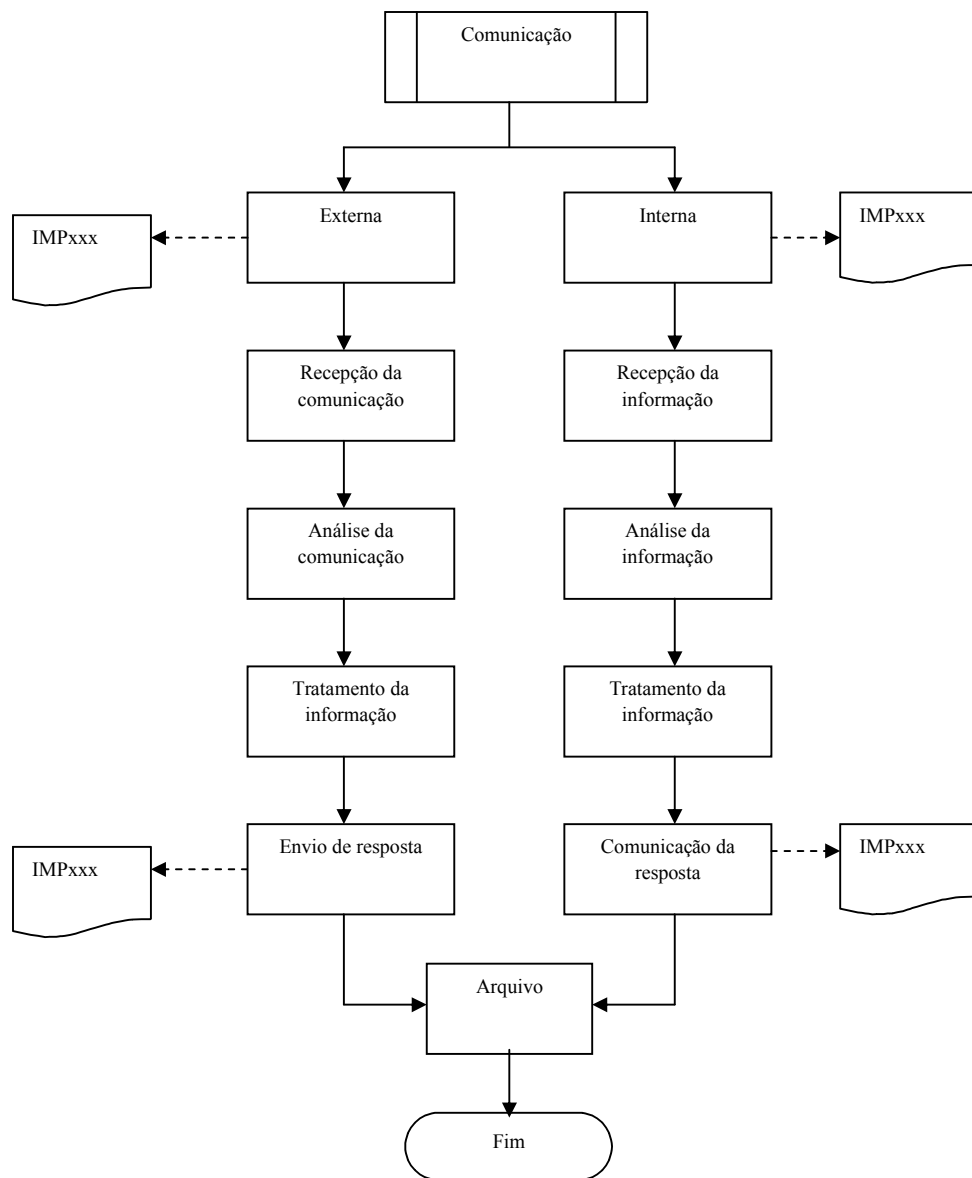 Comunicação
IMPxxx
Externa
Interna
IMPxxx
Recepção da
comunicação
Recepção da
informação
Análise da
comunicação
Análise da
informação
Tratamento da
informação
Tratamento da
informação
IMPxxx
Envio de resposta
Comunicação da
resposta
IMPxxx
Arquivo
Fim